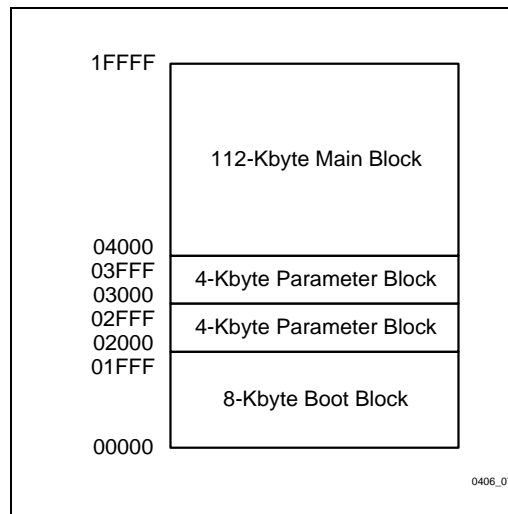 1FFFF
112-Kbyte Main Block
04000
03FFF
4-Kbyte Parameter Block
03000
02FFF
4-Kbyte Parameter Block
02000
01FFF
8-Kbyte Boot Block
00000